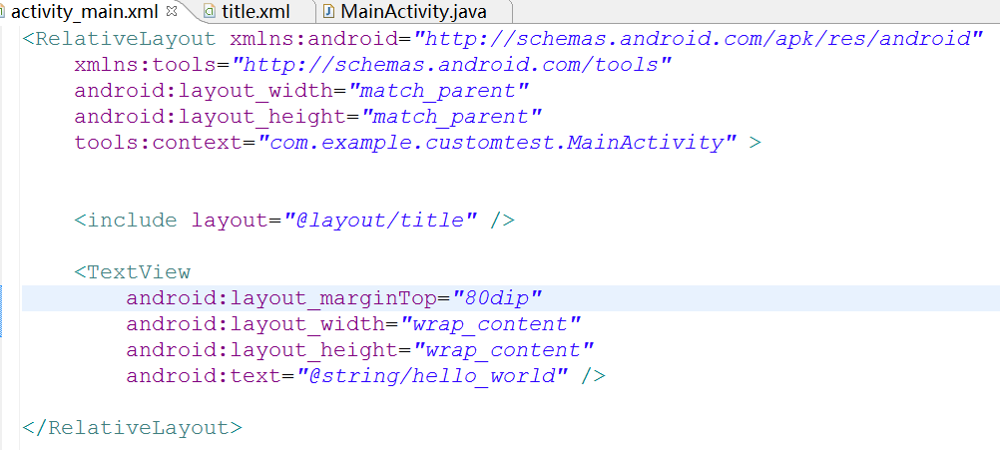 activity_main.xml title.xml MainActivity.java
<RelativeLayout xmlns:android="http://schemas.android.com/apk/res/android"
    xmlns:tools="http://schemas.android.com/tools"
    android:layout_width="match_parent"
    android:layout_height="match_parent"
    tools:context="com.example.customtest.MainActivity" >
    <include layout="@layout/title" />
    <TextView
        android:layout_marginTop="80dip"
        android:layout_width="wrap_content"
        android:layout_height="wrap_content"
        android:text="@string/hello_world" />
</RelativeLayout>